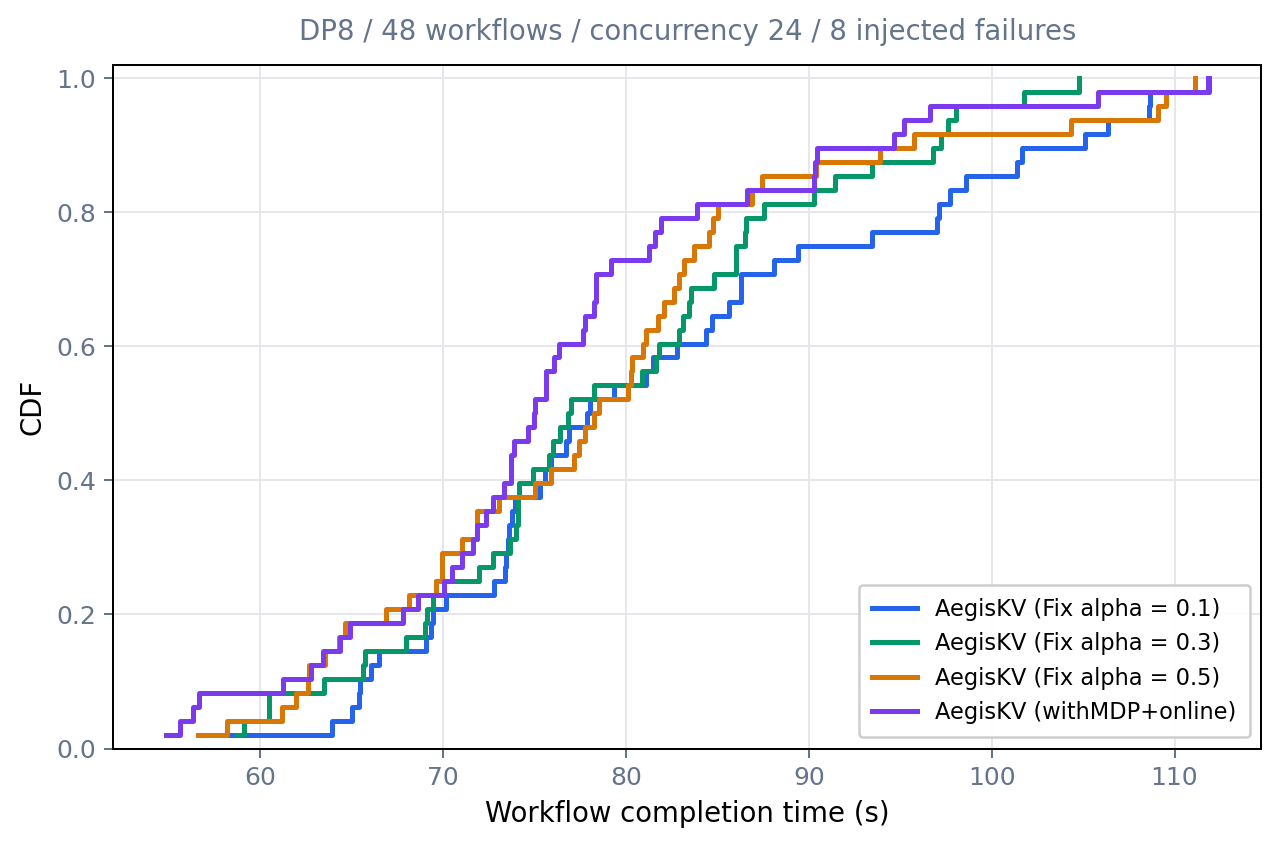 DP8 / 48 workflows / concurrency 24 / 8 injected failures
CDF
1.0
0.8
0.6
0.4
0.2
0.0
60 70 80 90 100 110
Workflow completion time (s)
AegisKV (Fix alpha = 0.1)
AegisKV (Fix alpha = 0.3)
AegisKV (Fix alpha = 0.5)
AegisKV (withMDP+online)